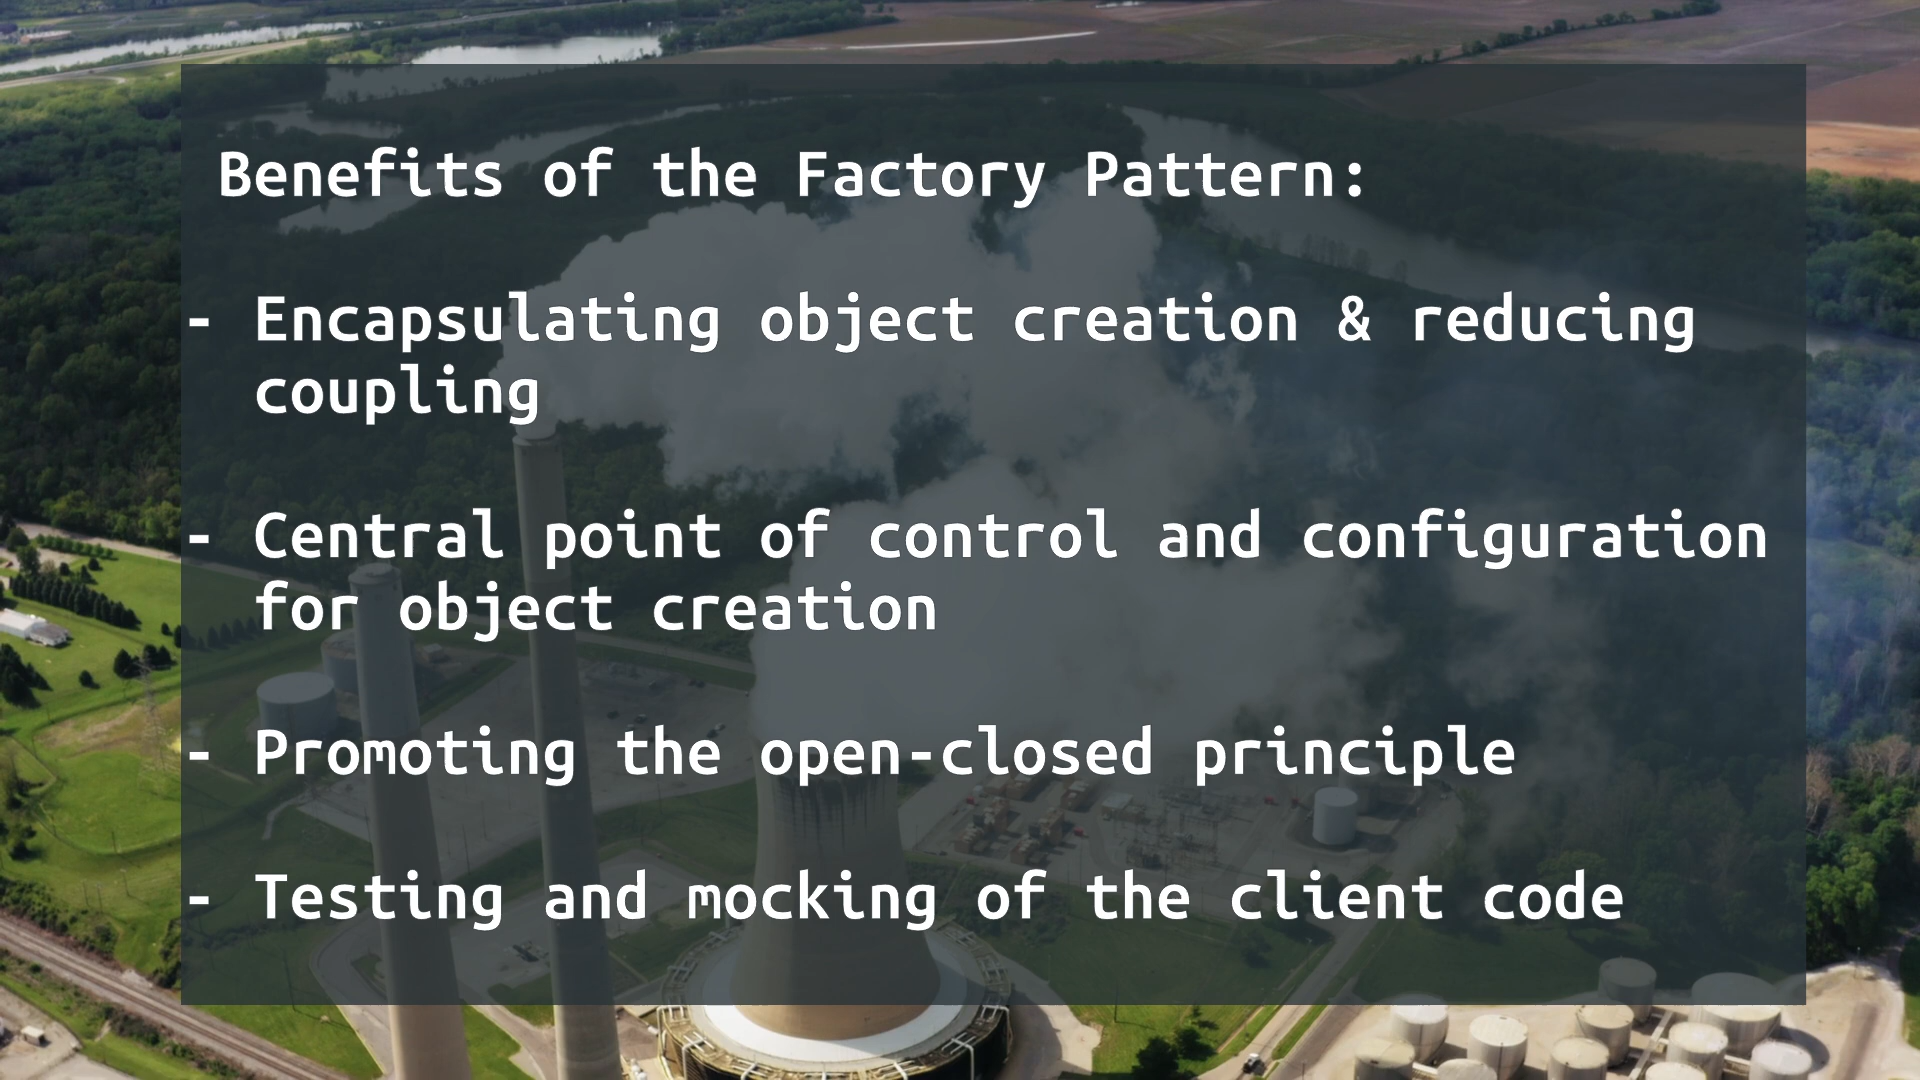 Benefits of the Factory Pattern:
- Encapsulating object creation & reducing
coupling
- Central point of control and configuration
for object creation
- Promoting the open-closed principle
- Testing and mocking of the client code